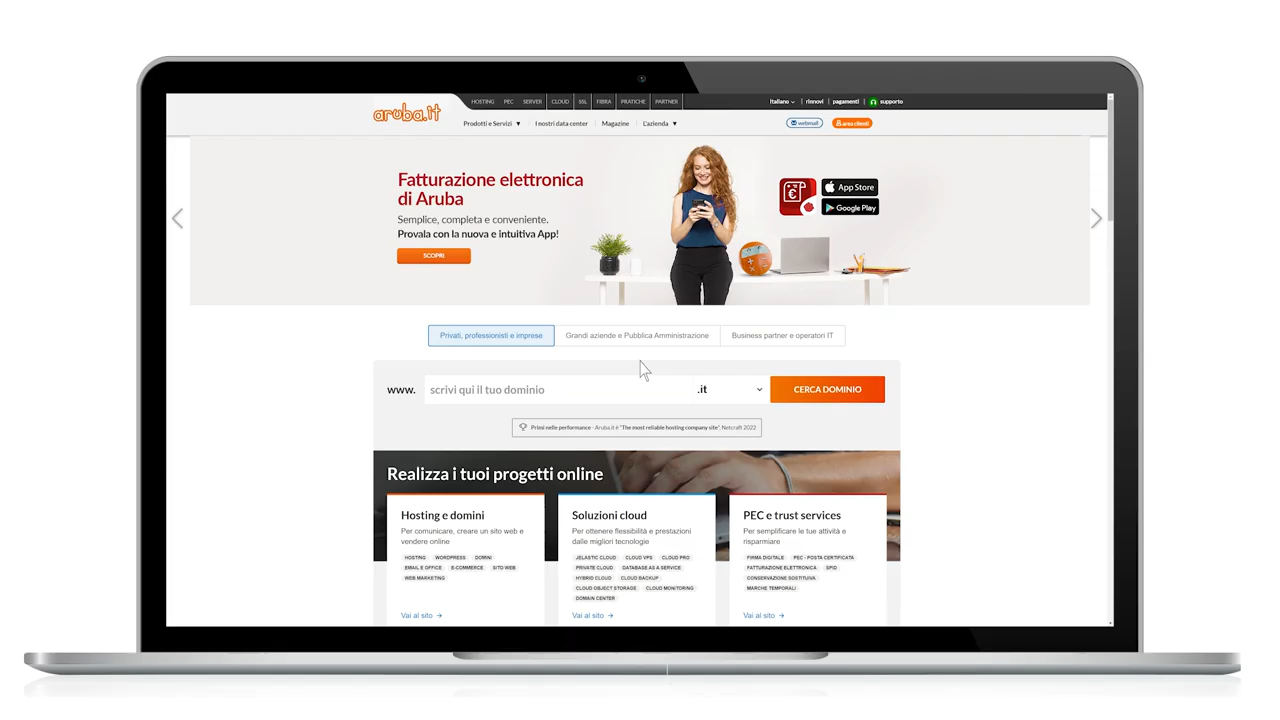 aruba.it
HOSTING PEC SERVER CLOUD SSL FIBRA PRATICHE PARTNER
Italiano rinnovi pagamenti supporto
Prodotti e Servizi I nostri data center Magazine L'azienda
webmail area clienti
Fatturazione elettronica
di Aruba
Semplice, completa e conveniente.
Provala con la nuova e intuitiva App!
SCOPRI
App Store
Google Play
Privati, professionisti e imprese Grandi aziende e Pubblica Amministrazione Business partner e operatori IT
www. scrivi qui il tuo dominio .it CERCA DOMINIO
Primi nelle performance - Aruba.it è "The most reliable hosting company site", Netcraft 2022
Realizza i tuoi progetti online
Hosting e domini
Per comunicare, creare un sito web e
vendere online
HOSTING WORDPRESS DOMINI
EMAIL E OFFICE E-COMMERCE SITO WEB
WEB MARKETING
Vai al sito →
Soluzioni cloud
Per ottenere flessibilità e prestazioni
dalle migliori tecnologie
JELASTIC CLOUD CLOUD VPS CLOUD PRO
PRIVATE CLOUD DATABASE AS A SERVICE
HYBRID CLOUD CLOUD BACKUP
CLOUD OBJECT STORAGE CLOUD MONITORING
DOMAIN CENTER
Vai al sito →
PEC e trust services
Per semplificare le tue attività e
risparmiare
FIRMA DIGITALE PEC - POSTA CERTIFICATA
FATTURAZIONE ELETTRONICA SPID
CONSERVAZIONE SOSTITUIVA
MARCHE TEMPORALI
Vai al sito →